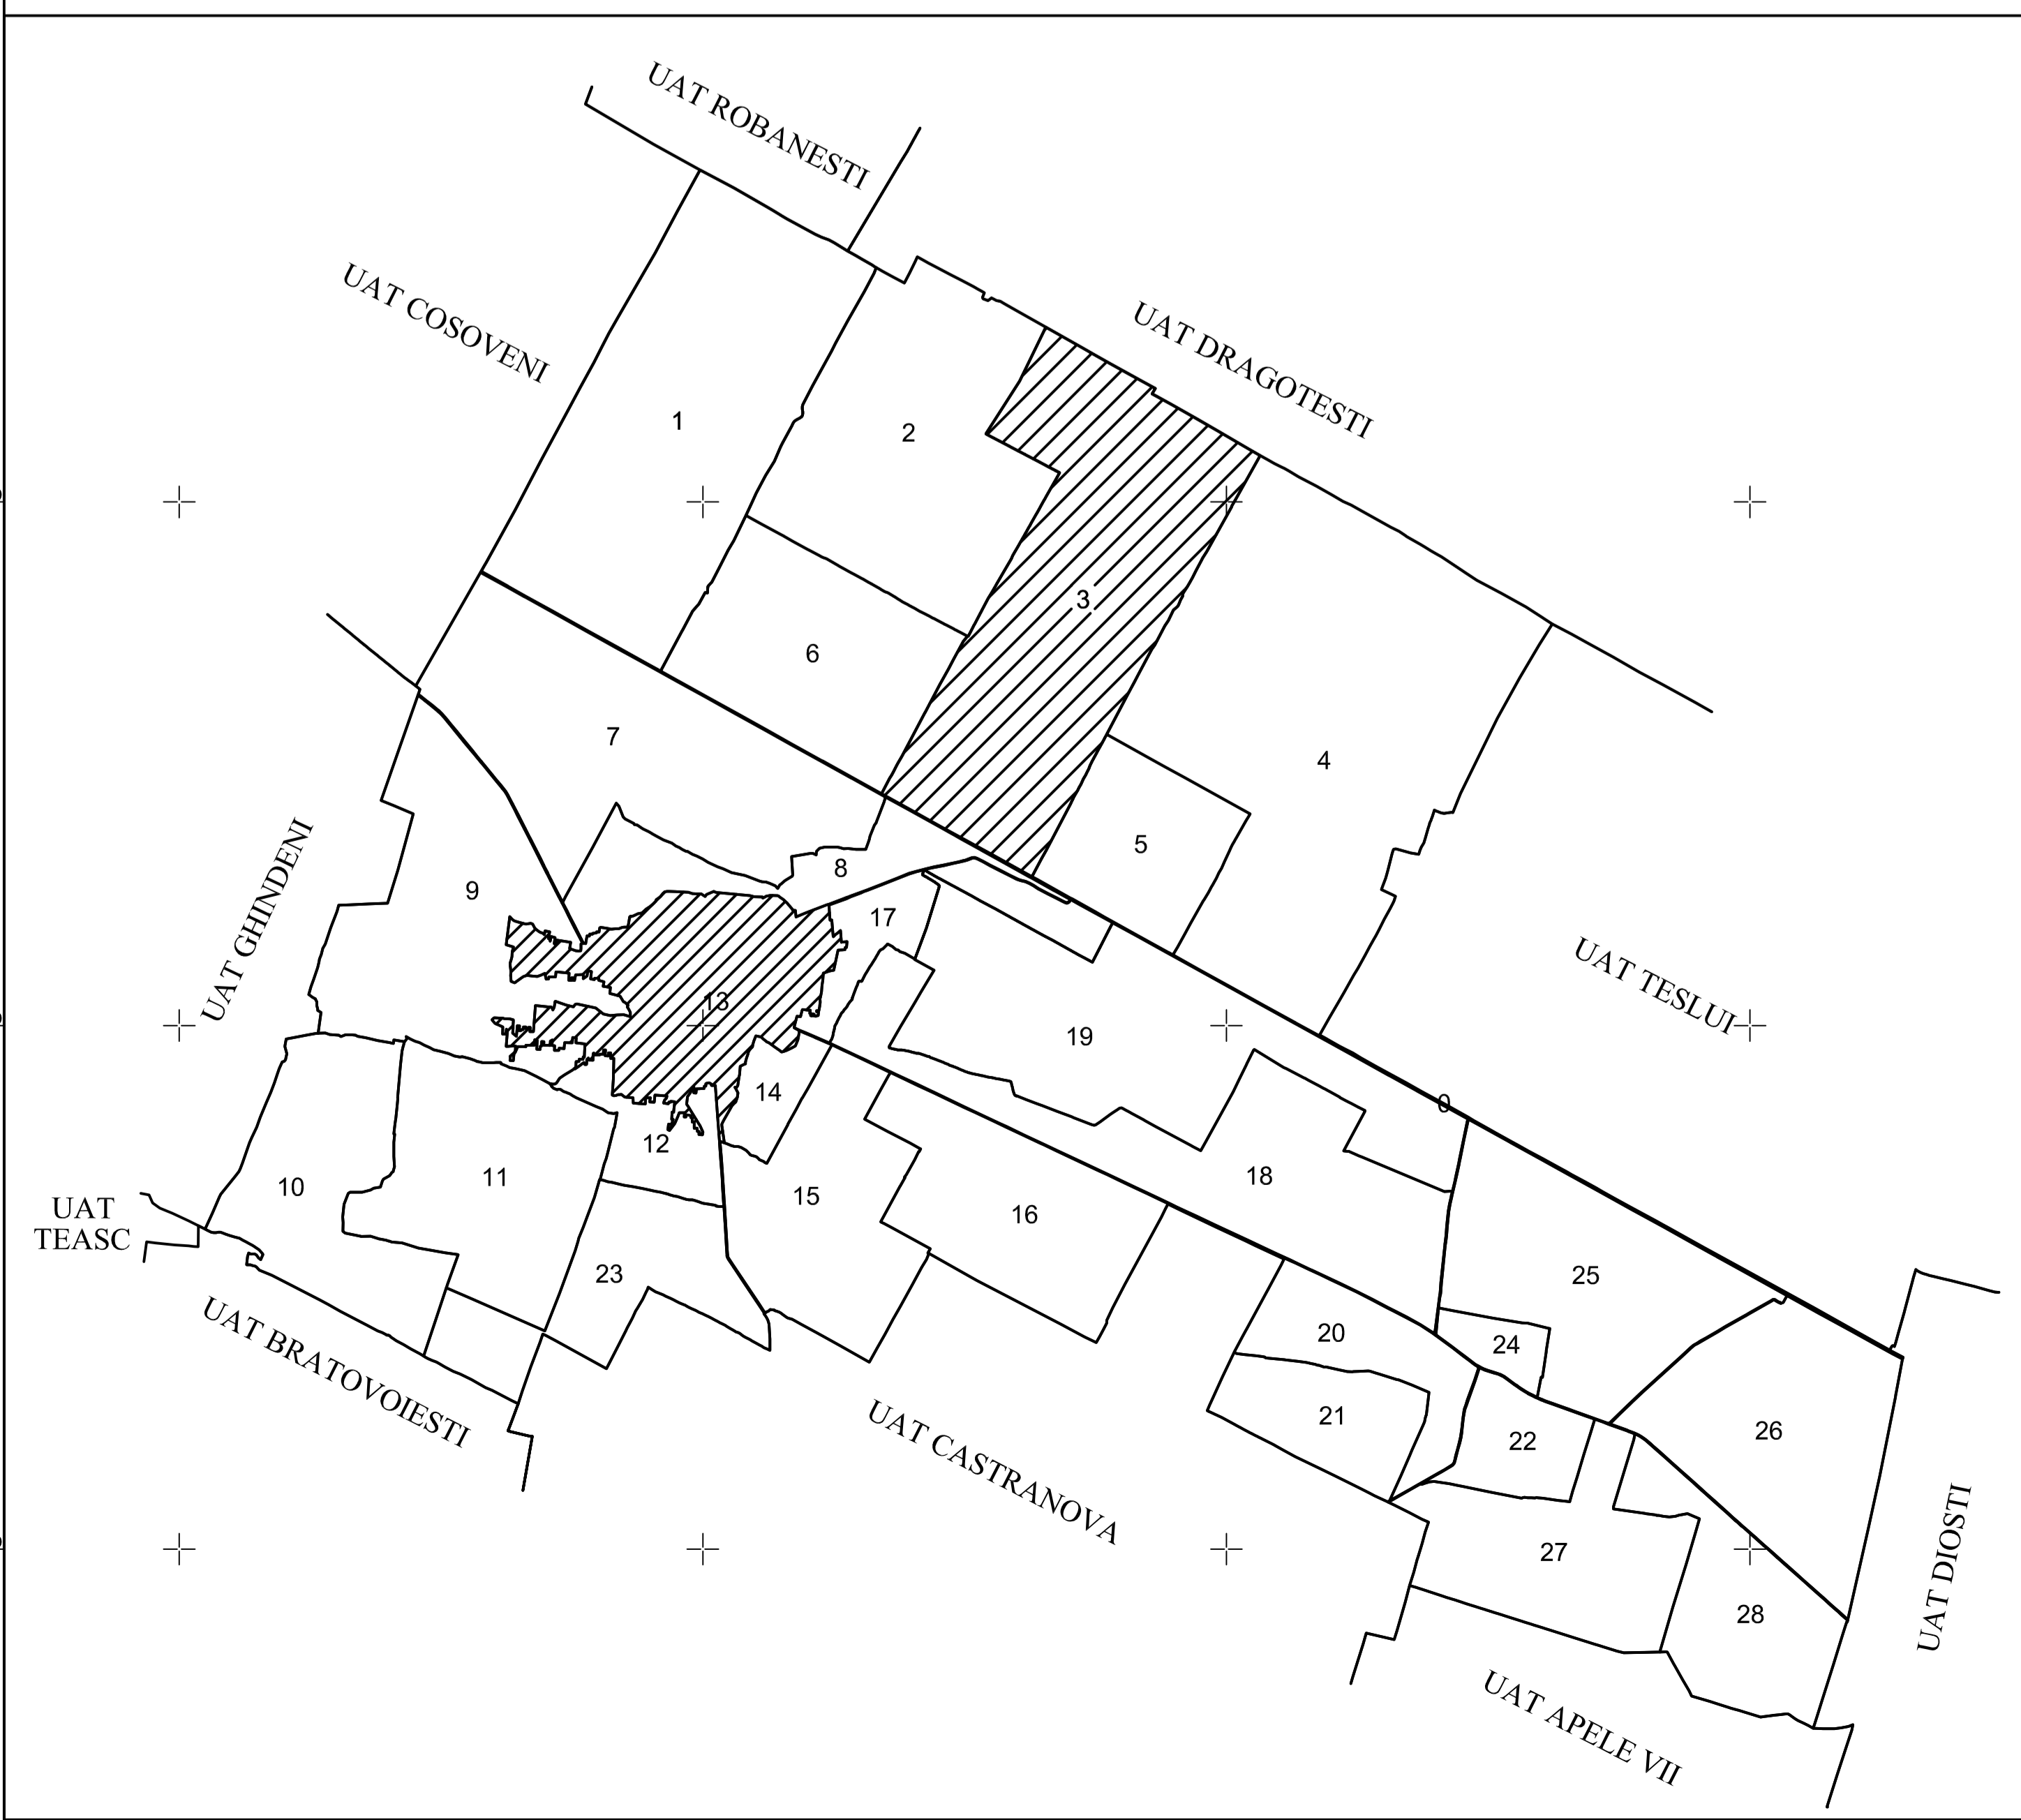 UAT ROBANESTI
UAT COSOVENI
UAT DRAGOTESTI
1
2
3
6
7
4
5
8
9
UAT GHINDENI
17
UAT TESLUI
13
19
14
0
12
18
11
10
15
UAT
TEASC
16
23
25
UAT BRATOVOIESTI
20
24
21
UAT CASTRANOVA
22
26
27
UAT DIOSTI
28
UAT APELE VII